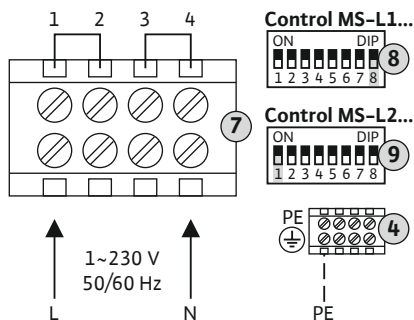 1 2 3 4
7
1~230 V
50/60 Hz
L N
Control MS-L1...
ON DIP
1 2 3 4 5 6 7 8
8
Control MS-L2...
ON DIP
1 2 3 4 5 6 7 8
9
PE
4
PE